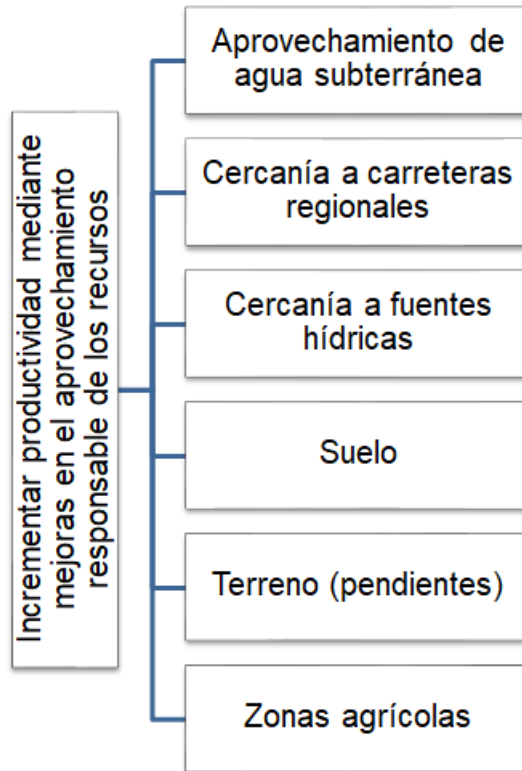 Incrementar productividad mediante
mejoras en el aprovechamiento
responsable de los recursos
Aprovechamiento de
agua subterránea
Cercanía a carreteras
regionales
Cercanía a fuentes
hídricas
Suelo
Terreno (pendientes)
Zonas agrícolas